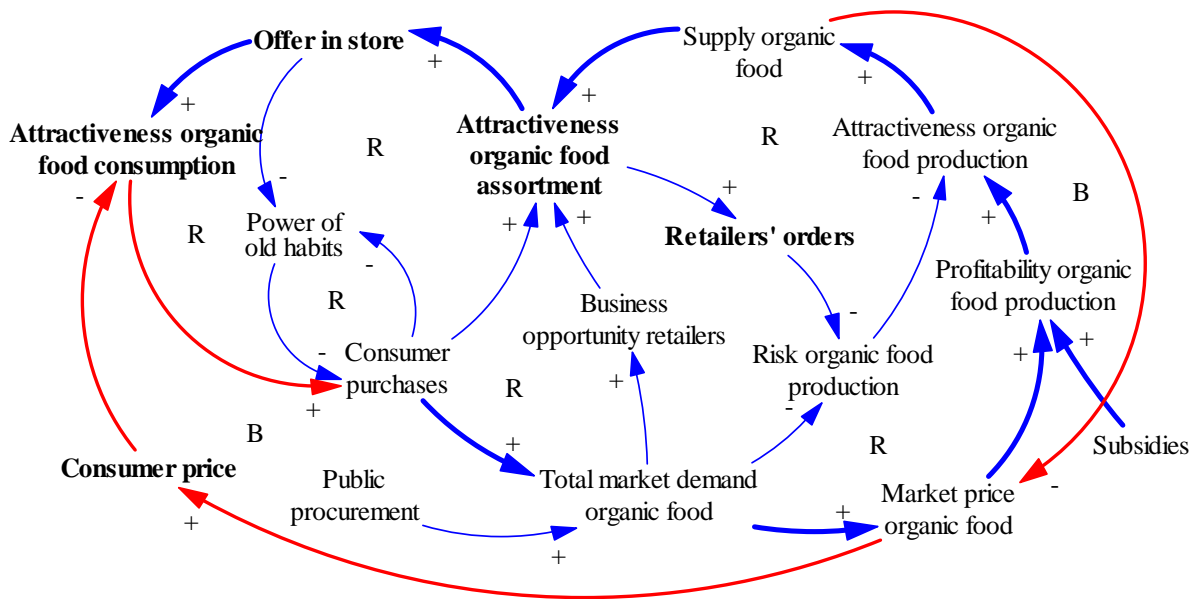 Offer in store
+
Supply organic
food
+
+
+
Attractiveness organic
food consumption
-
Attractiveness
organic food
assortment
R
R
Attractiveness organic
food production
-
-
B
+
+
+
+
Power of
old habits
R
-
Retailers' orders
Profitability organic
food production
R
Business
opportunity retailers
-
+
+
-
Consumer
purchases
+
Risk organic food
production
+
R
-
B
+
R
Subsidies
Consumer price
Public
procurement
Total market demand
organic food
Market price
organic food
-
+
+
+